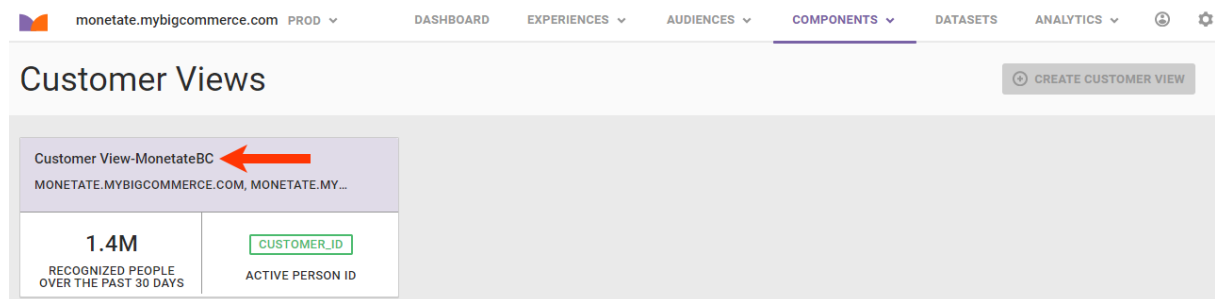 monetate.mybigcommerce.com PROD DASHBOARD EXPERIENCES AUDIENCES COMPONENTS DATASETS ANALYTICS
Customer Views
CREATE CUSTOMER VIEW
Customer View-MonetateBC
MONETATE.MYBIGCOMMERCE.COM, MONETATE.MY...
1.4M
RECOGNIZED PEOPLE
OVER THE PAST 30 DAYS
CUSTOMER_ID
ACTIVE PERSON ID